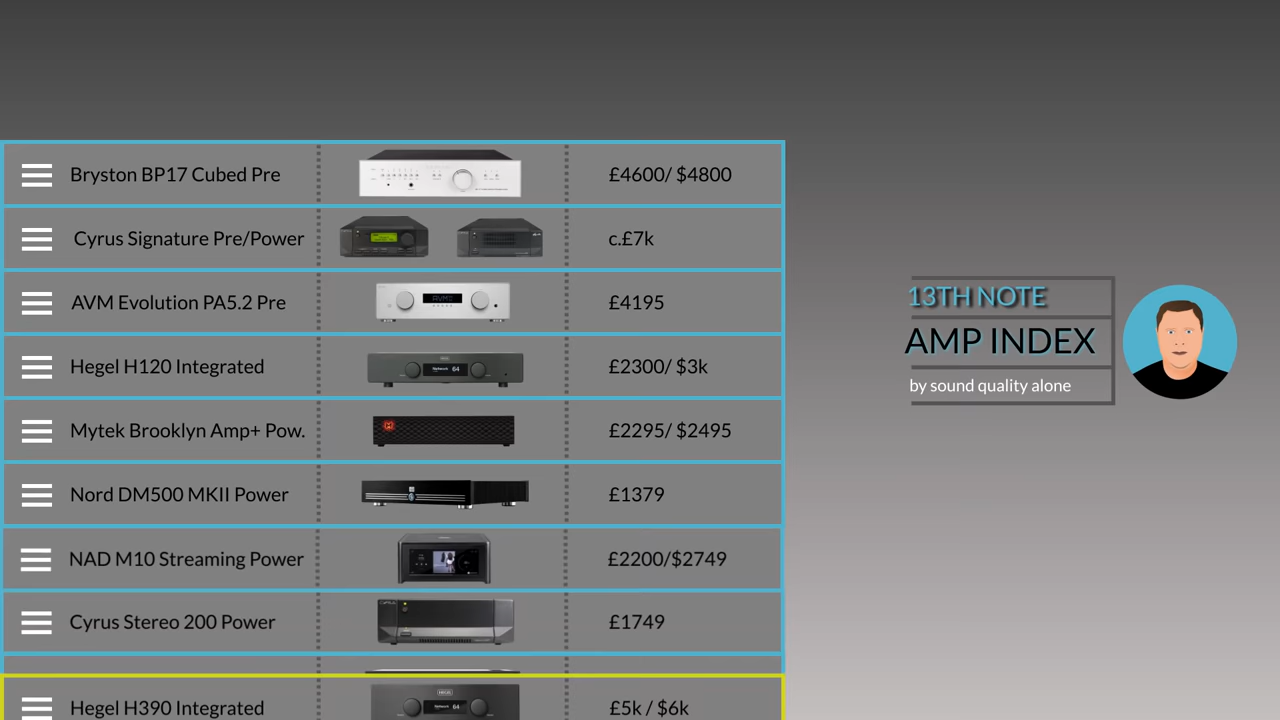 Bryston BP17 Cubed Pre £4600/ $4800
Cyrus Signature Pre/Power c.£7k
AVM Evolution PA5.2 Pre £4195
Hegel H120 Integrated £2300/ $3k
Mytek Brooklyn Amp+ Pow. £2295/ $2495
Nord DM500 MKII Power £1379
NAD M10 Streaming Power £2200/$2749
Cyrus Stereo 200 Power £1749
Hegel H390 Integrated £5k / $6k
13TH NOTE
AMP INDEX
by sound quality alone